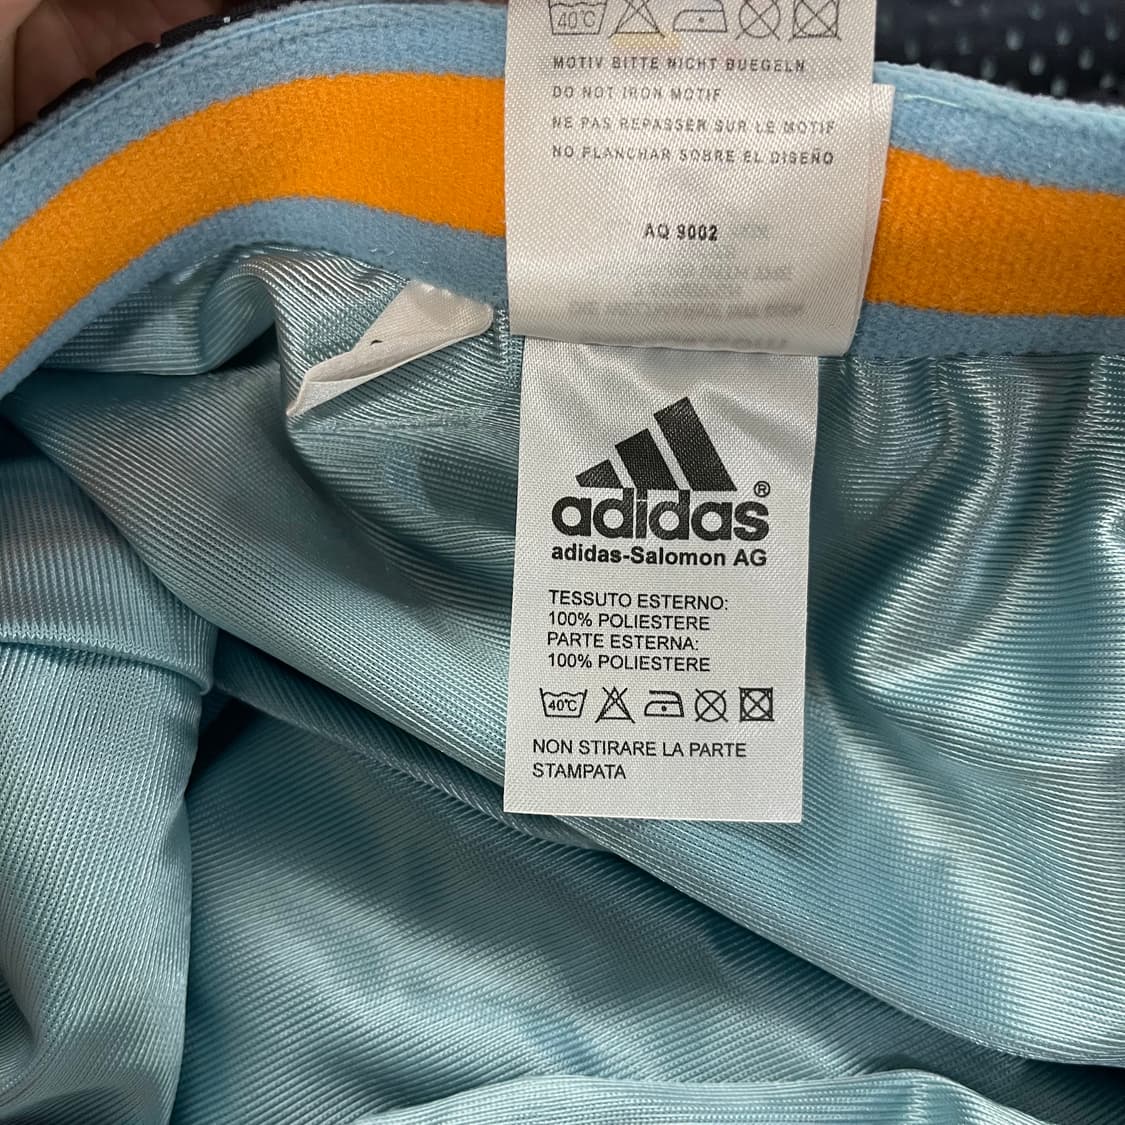 40°C
MOTIV BITTE NICHT BUEGELN
DO NOT IRON MOTIF
NE PAS REPASSER SUR LE MOTIF
NO PLANCHAR SOBRE EL DISEÑO
AQ 9002
adidas®
adidas-Salomon AG
TESSUTO ESTERNO:
100% POLIESTERE
PARTE ESTERNA:
100% POLIESTERE
40°C
NON STIRARE LA PARTE
STAMPATA